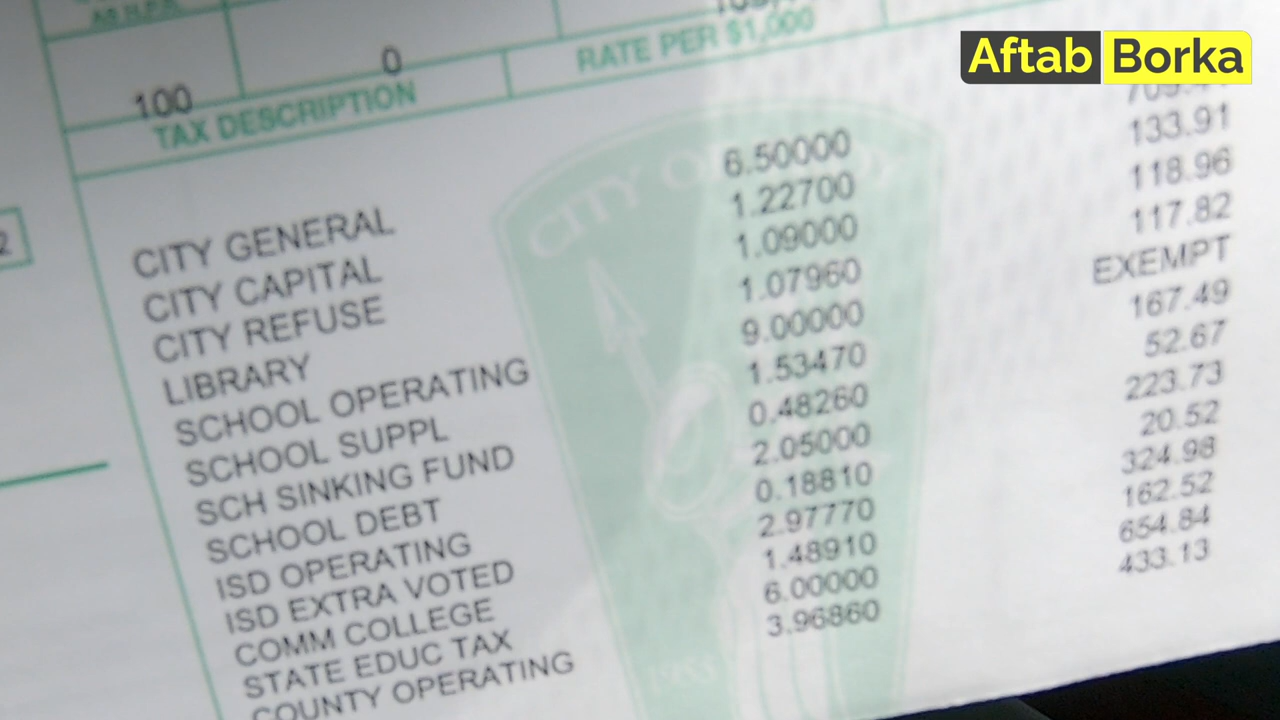 Aftab Borka
RATE PER $1,000
100 0
TAX DESCRIPTION
CITY GENERAL 6.50000
CITY CAPITAL 1.22700 133.91
CITY REFUSE 1.09000 118.96
LIBRARY 1.07960 117.82
SCHOOL OPERATING 9.00000 EXEMPT
SCHOOL SUPPL 1.53470 167.49
SCH SINKING FUND 0.48260 52.67
SCHOOL DEBT 2.05000 223.73
ISD OPERATING 0.18810 20.52
ISD EXTRA VOTED 2.97770 324.98
COMM COLLEGE 1.48910 162.52
STATE EDUC TAX 6.00000 654.84
COUNTY OPERATING 3.96860 433.13
CITY
2